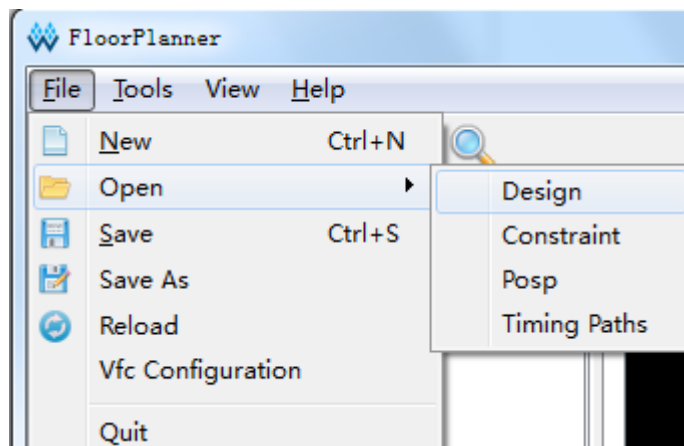 FloorPlanner
File Tools View Help
New Ctrl+N
Open
Design
Save Ctrl+S
Constraint
Save As
Posp
Reload
Timing Paths
Vfc Configuration
Quit